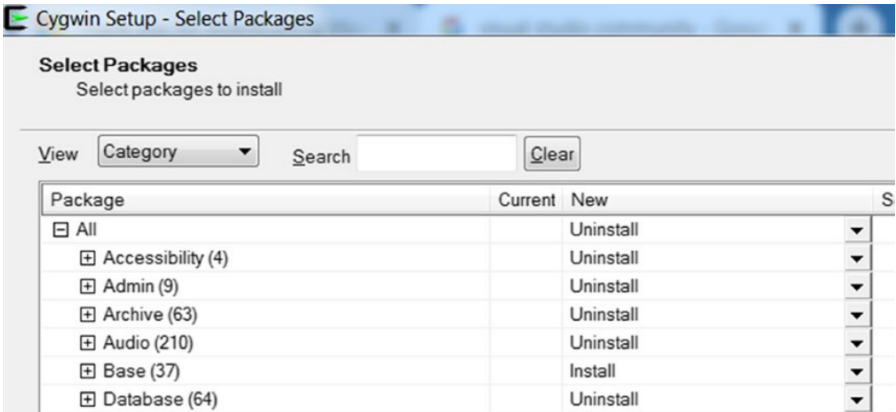 Cygwin Setup - Select Packages
Select Packages
Select packages to install
View Category Search Clear
Package Current New S
All Uninstall
Accessibility (4) Uninstall
Admin (9) Uninstall
Archive (63) Uninstall
Audio (210) Uninstall
Base (37) Install
Database (64) Uninstall